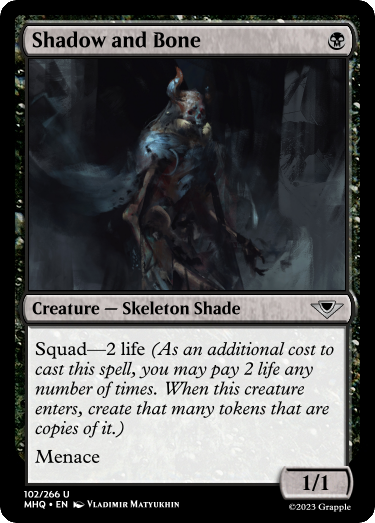 Shadow and Bone
Creature — Skeleton Shade
Squad—2 life (As an additional cost to
cast this spell, you may pay 2 life any
number of times. When this creature
enters, create that many tokens that are
copies of it.)
Menace
1/1
102/266 U
MHQ • EN Vladimir Matyukhin
©2023 Grapple